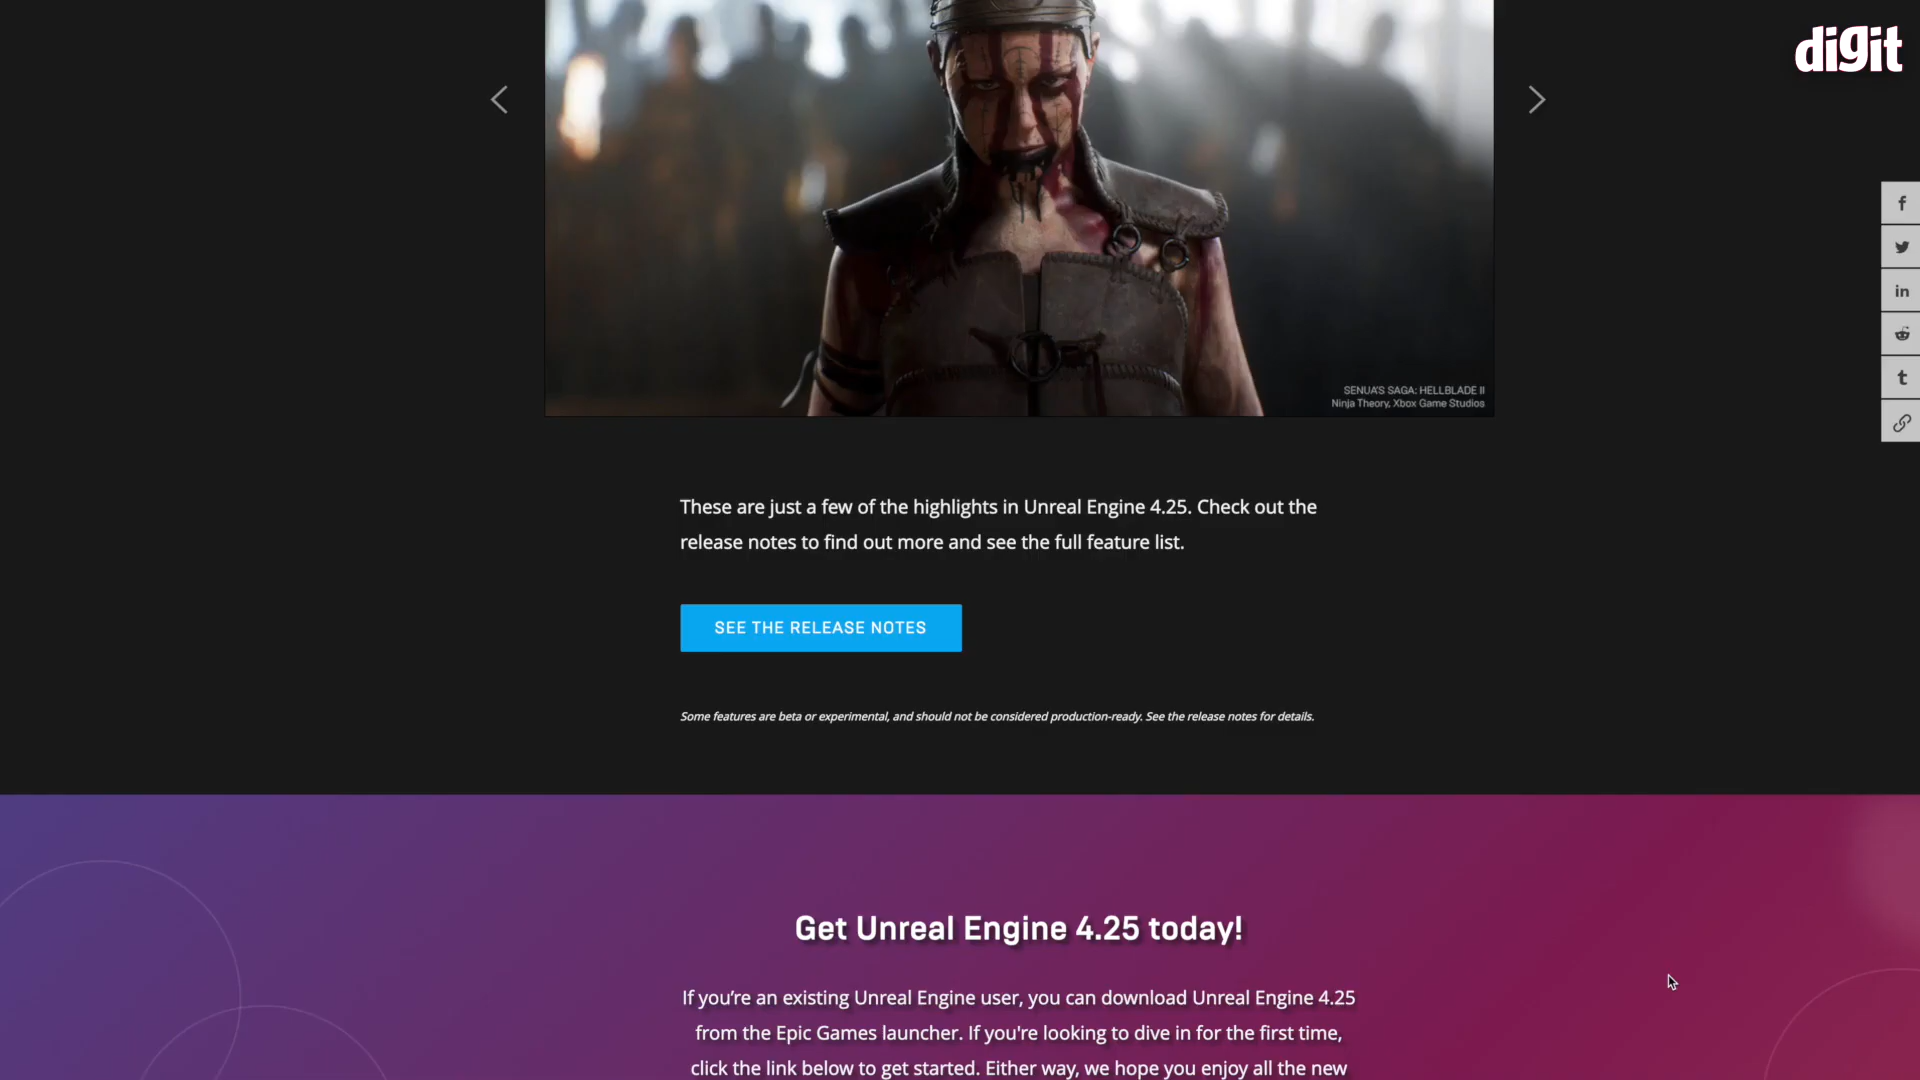 digit
SENUA'S SAGA: HELLBLADE II
Ninja Theory, Xbox Game Studios
These are just a few of the highlights in Unreal Engine 4.25. Check out the
release notes to find out more and see the full feature list.
SEE THE RELEASE NOTES
Some features are beta or experimental, and should not be considered production-ready. See the release notes for details.
Get Unreal Engine 4.25 today!
If you’re an existing Unreal Engine user, you can download Unreal Engine 4.25
from the Epic Games launcher. If you're looking to dive in for the first time,
click the link below to get started. Either way, we hope you enjoy all the new